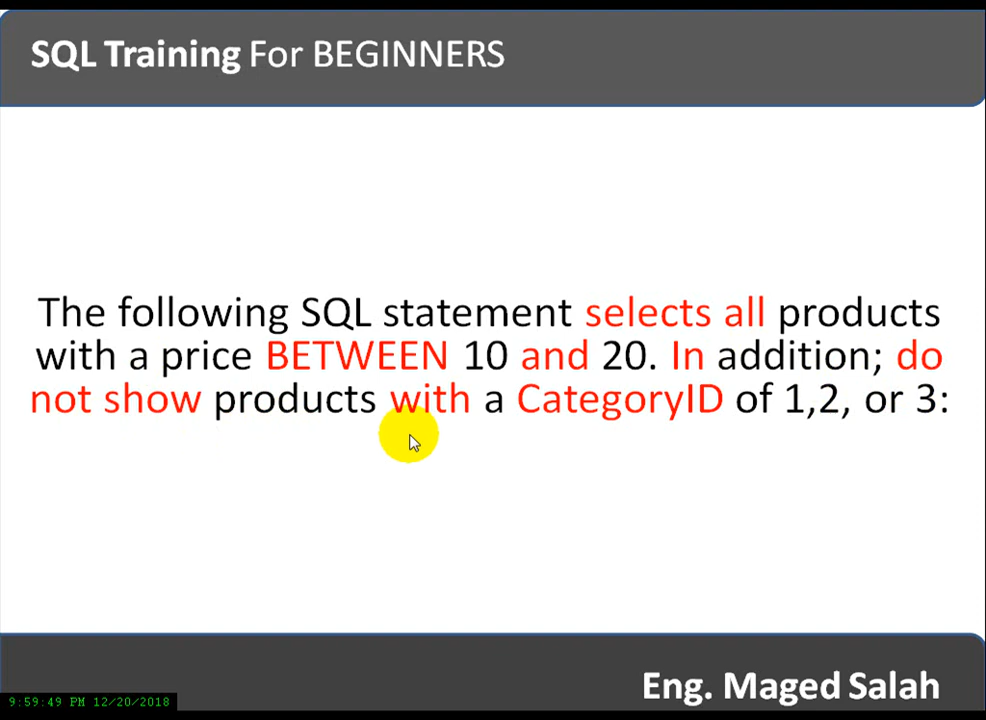 SQL Training For BEGINNERS
The following SQL statement selects all products
with a price BETWEEN 10 and 20. In addition; do
not show products with a CategoryID of 1,2, or 3:
Eng. Maged Salah
9:59:49 PM 12/20/2018